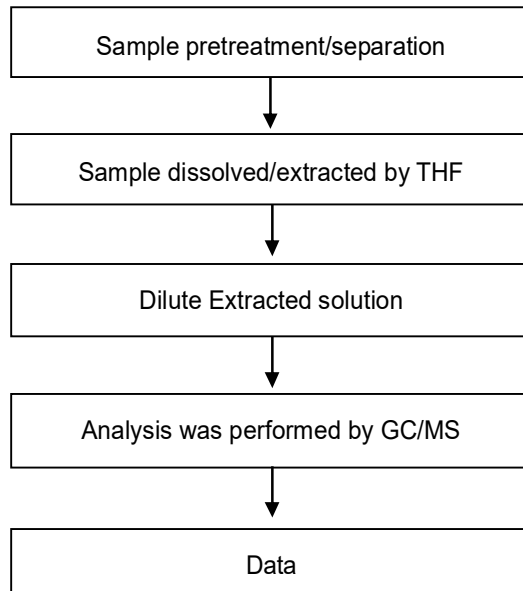 Sample pretreatment/separation
Sample dissolved/extracted by THF
Dilute Extracted solution
Analysis was performed by GC/MS
Data